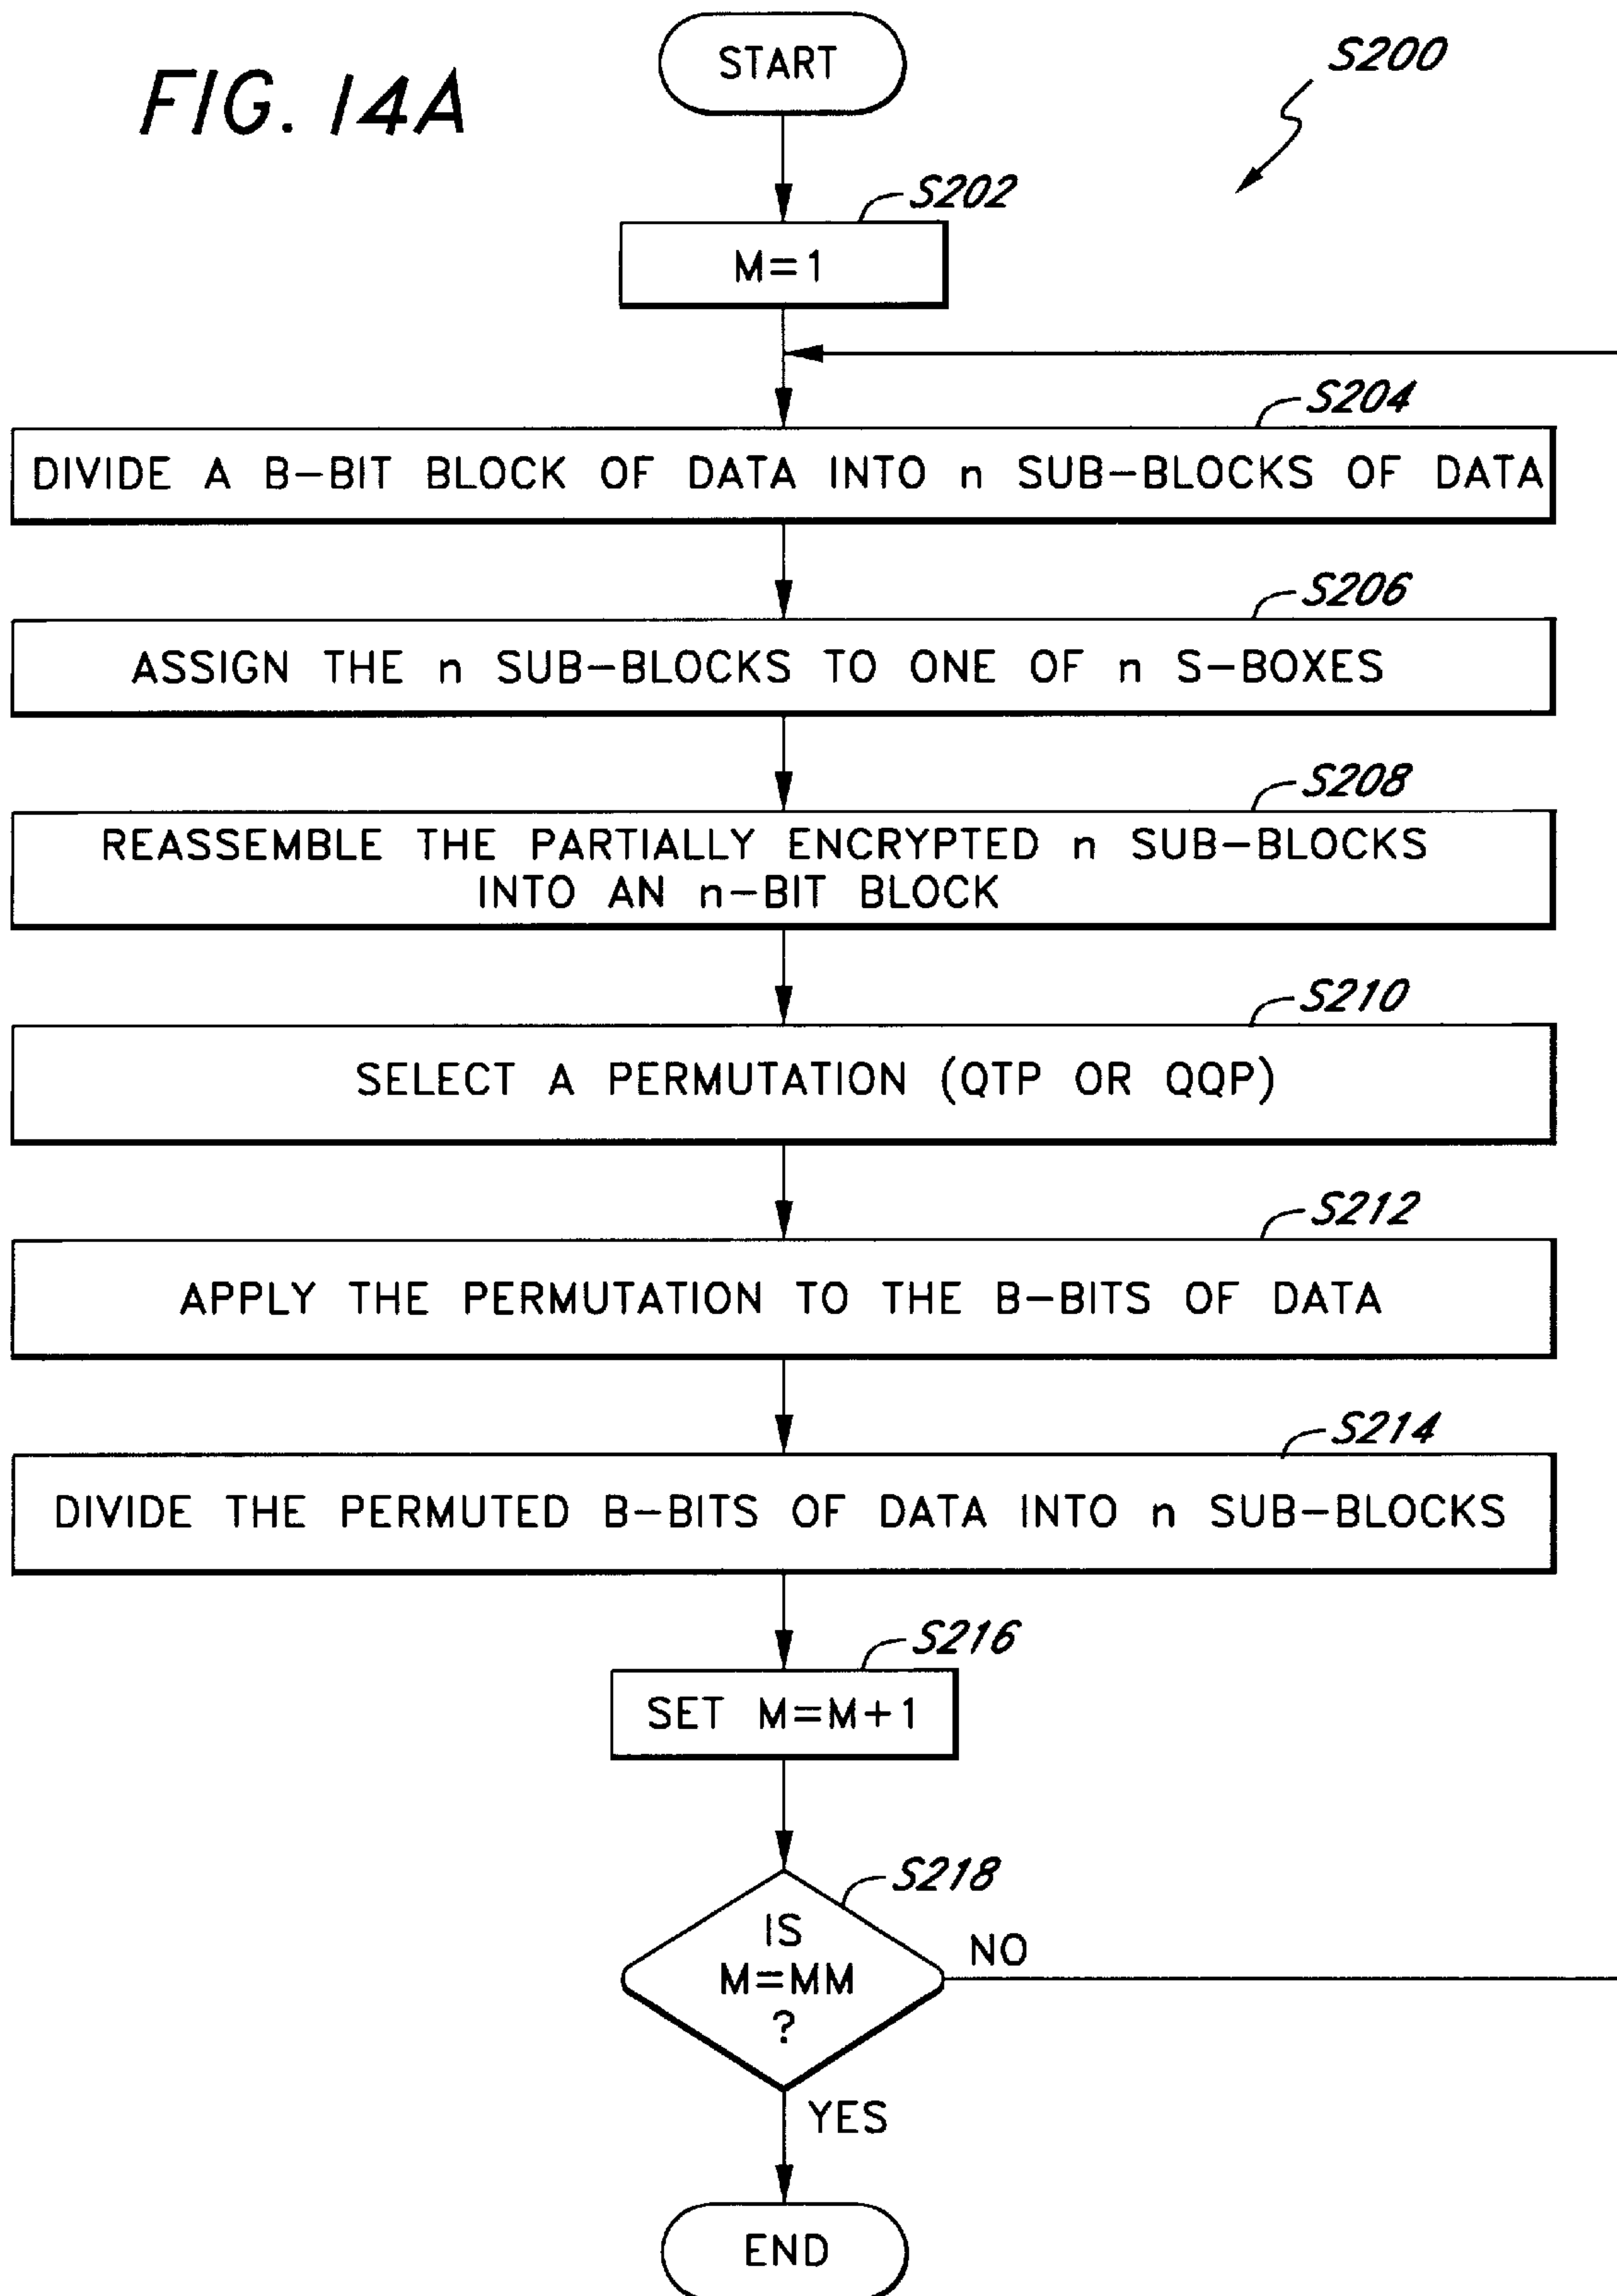 FIG. 14A
START
S200
S202
M=1
S204
DIVIDE A B-BIT BLOCK OF DATA INTO n SUB-BLOCKS OF DATA
S206
ASSIGN THE n SUB-BLOCKS TO ONE OF n S-BOXES
S208
REASSEMBLE THE PARTIALLY ENCRYPTED n SUB-BLOCKS
INTO AN n-BIT BLOCK
S210
SELECT A PERMUTATION (QTP OR QQP)
S212
APPLY THE PERMUTATION TO THE B-BITS OF DATA
S214
DIVIDE THE PERMUTED B-BITS OF DATA INTO n SUB-BLOCKS
S216
SET M=M+1
S218
IS
M=MM
?
NO
YES
END